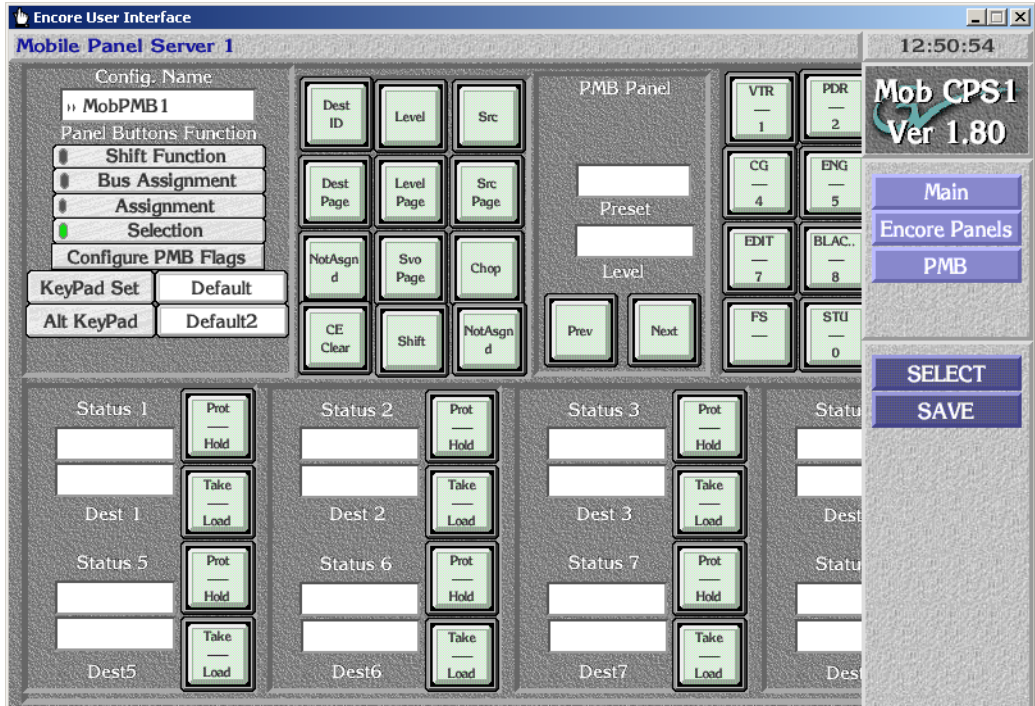 Encore User Interface
Mobile Panel Server 1
12:50:54
Config. Name
›› MobPMB1
Panel Buttons Function
Shift Function
Bus Assignment
Assignment
Selection
Configure PMB Flags
KeyPad Set
Default
Alt KeyPad
Default2
Dest
ID
Level
Src
Dest
Page
Level
Page
Src
Page
NotAsgn
d
Svo
Page
Chop
CE
Clear
Shift
NotAsgn
d
PMB Panel
Preset
Level
Prev
Next
VTR
1
PDR
2
CG
4
ENG
5
EDIT
7
BLAC..
8
FS
STU
0
Mob CPS1
Ver 1.80
Main
Encore Panels
PMB
SELECT
SAVE
Status 1
Prot
Hold
Take
Load
Dest 1
Status 2
Prot
Hold
Take
Load
Dest 2
Status 3
Prot
Hold
Take
Load
Dest 3
Statu
Dest
Status 5
Prot
Hold
Take
Load
Dest5
Status 6
Prot
Hold
Take
Load
Dest6
Status 7
Prot
Hold
Take
Load
Dest7
Statu
Dest